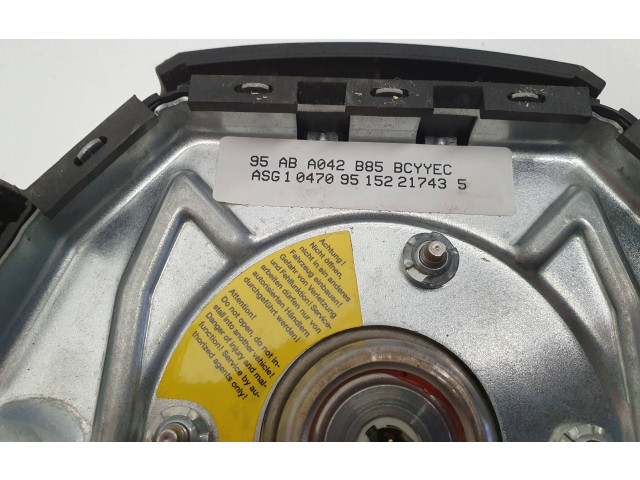 95 AB A042 B85 BCYYEC
ASG1 0470 95 152 21743 5
Achtung!
Nicht öffnen,
nicht in ein anderes
Fahrzeug einbauen!
Gefahr von Verletzung
und Fehlfunktion! Service-
arbeiten dürfen nur von
autorisierten Händlern
durchgeführt werden!
Attention!
Do not open, do not in-
stall into another vehicle!
Danger of injury and mal-
function! Service by au-
thorized agents only!